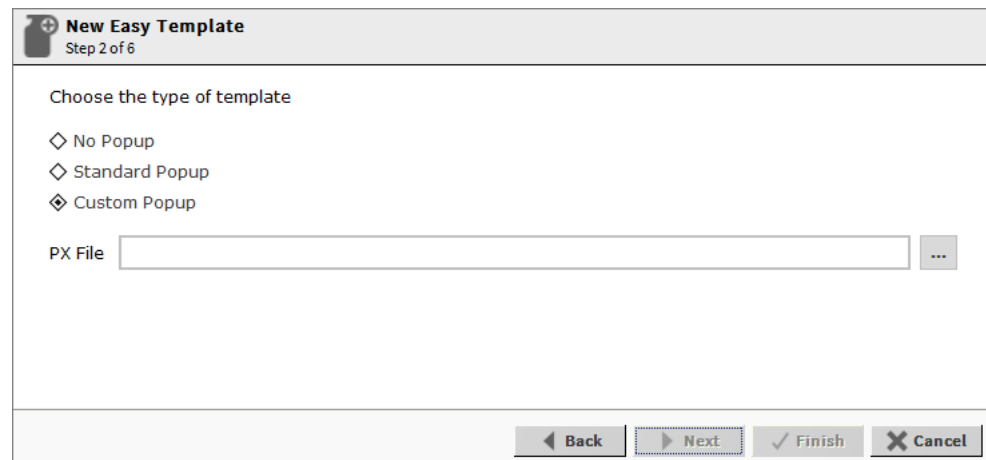 New Easy Template
Step 2 of 6
Choose the type of template
No Popup
Standard Popup
Custom Popup
PX File ...
Back Next Finish Cancel